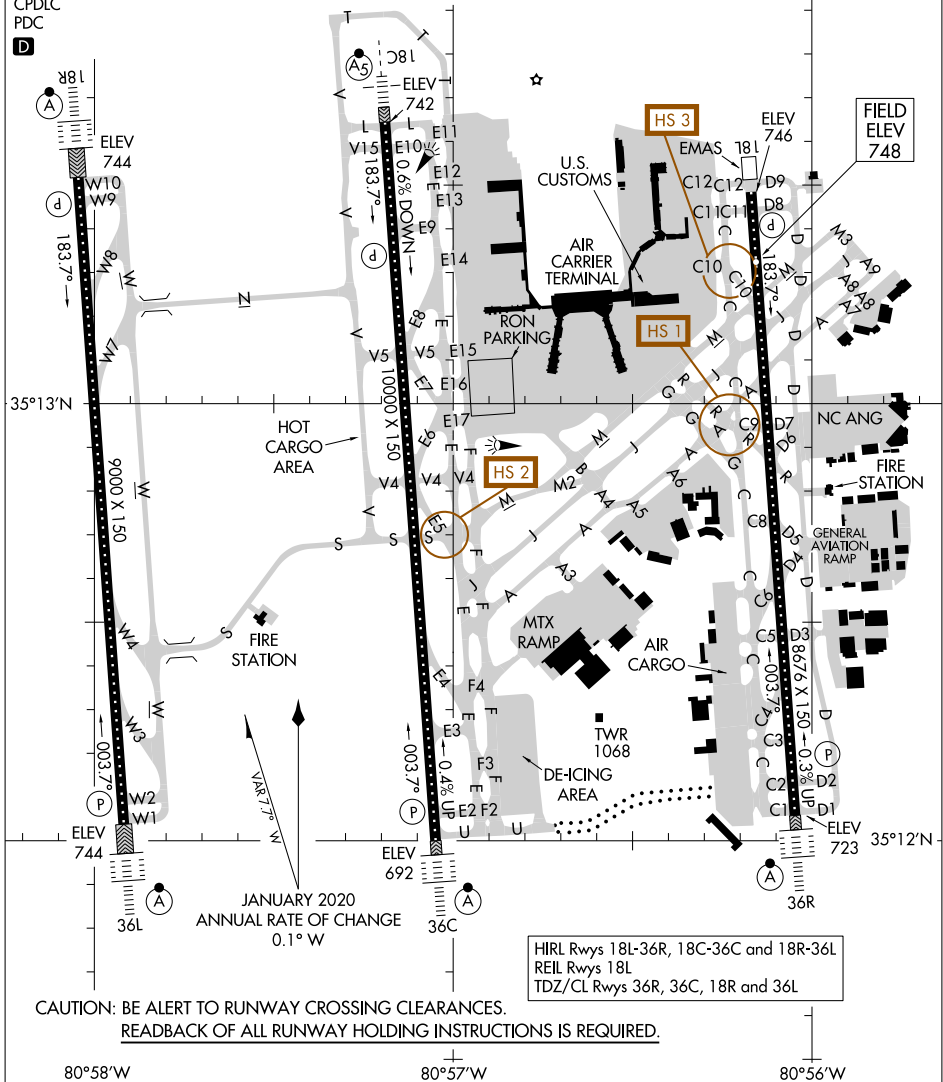 CPDLC
PDC
D
18R
A
ELEV
744
W10
W9
P
183.7°
W8
W
N
W7
9000 X 150
W
W4
W
W3
003.7°
P
W2
W1
ELEV
744
36L
A
T
T
T
A5
18C
ELEV
742
V
L
L
V15
E10
E11
E12
E
E13
183.7°
0.6% DOWN
P
E9
E14
E8
E
V
V5
V5
E15
E7
E16
10000 X 150
E17
E6
E
F
V4
V4
V4
F
V
E5
S
S
S
S
F
HS 2
HOT
CARGO
AREA
FIRE
STATION
RON
PARKING
AIR
CARRIER
TERMINAL
U.S.
CUSTOMS
HS 3
HS 1
EMAS
18L
ELEV
746
FIELD
ELEV
748
C12
C12
D9
C11
C11
D8
P
C
C10
C10
C
183.7°
D
M
D
M3
J
J
A9
A8
A8
A7
D
A
M
J
R
G
G
C
A
R
A
R
G
C9
D7
D6
D
R
NC ANG
FIRE
STATION
GENERAL
AVIATION
RAMP
M
B
J
M
M2
A4
A5
A6
A
A
C
C8
D5
D4
J
A3
A
J
E
F
C
C6
D
MTX
RAMP
AIR
CARGO
C5
D3
C
003.7°
8676 X 150
E4
F4
F
E
E3
C4
C3
C
D
P
0.3% UP
TWR
1068
F3
F
E
DE-ICING
AREA
003.7°
P
0.4% UP
E2
F2
U
U
C2
D2
C1
D1
ELEV
723
ELEV
692
36C
A
A
36R
VAR 7.7° W
JANUARY 2020
ANNUAL RATE OF CHANGE
0.1° W
35°13'N
35°12'N
HIRL Rwys 18L-36R, 18C-36C and 18R-36L
REIL Rwys 18L
TDZ/CL Rwys 36R, 36C, 18R and 36L
CAUTION: BE ALERT TO RUNWAY CROSSING CLEARANCES.
READBACK OF ALL RUNWAY HOLDING INSTRUCTIONS IS REQUIRED.
80°58'W
80°57'W
80°56'W